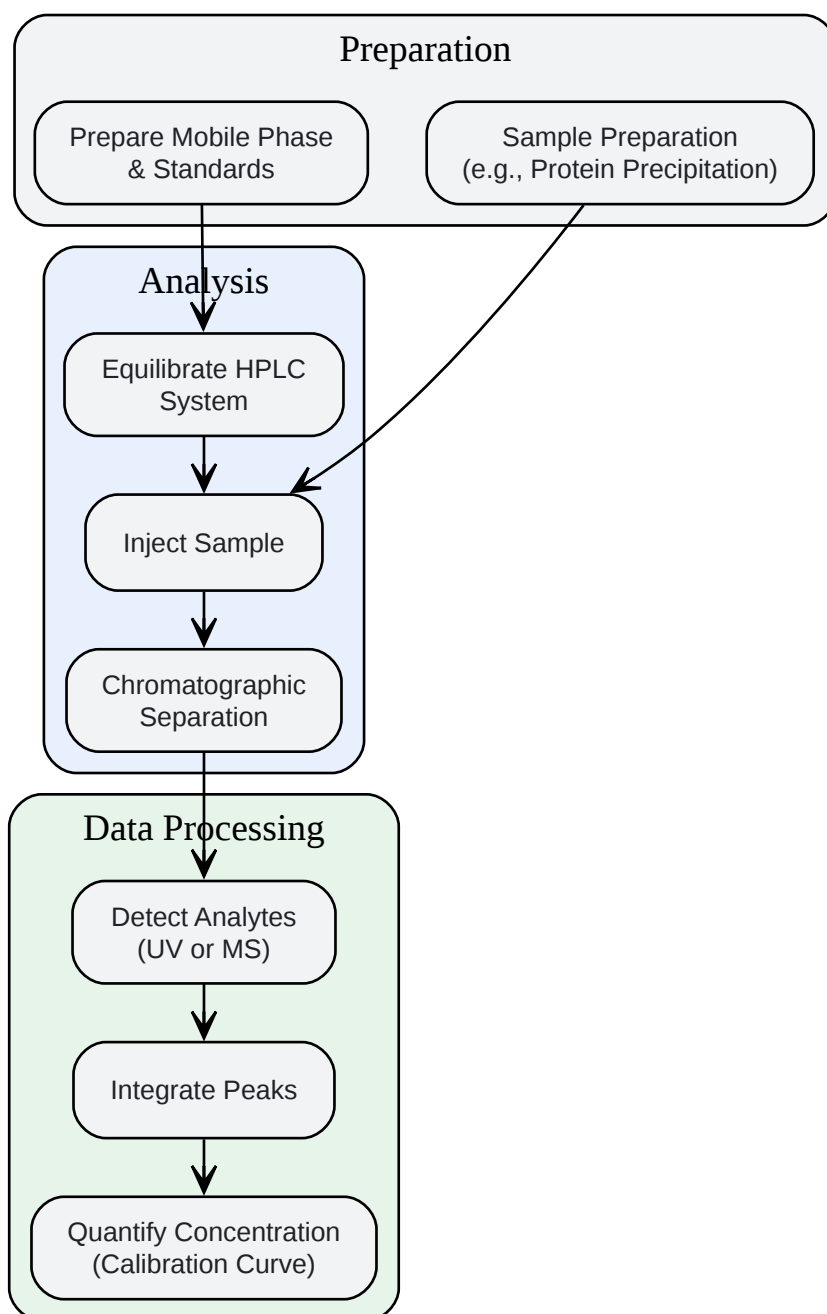 Preparation
Prepare Mobile Phase
& Standards
Sample Preparation
(e.g., Protein Precipitation)
Analysis
Equilibrate HPLC
System
Inject Sample
Chromatographic
Separation
Data Processing
Detect Analytes
(UV or MS)
Integrate Peaks
Quantify Concentration
(Calibration Curve)